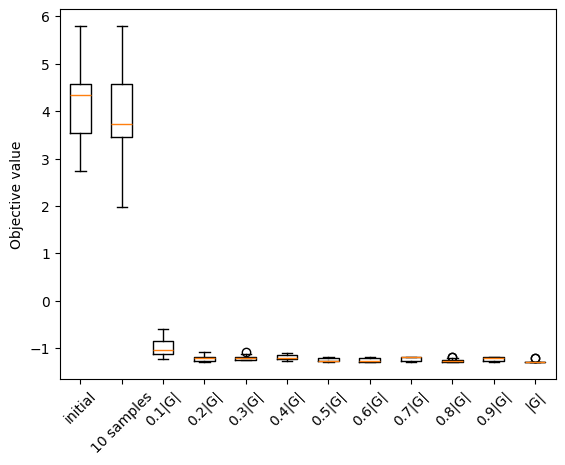 Objective value
6
5
4
3
2
1
0
−1
initial
10 samples
0.1|G|
0.2|G|
0.3|G|
0.4|G|
0.5|G|
0.6|G|
0.7|G|
0.8|G|
0.9|G|
|G|